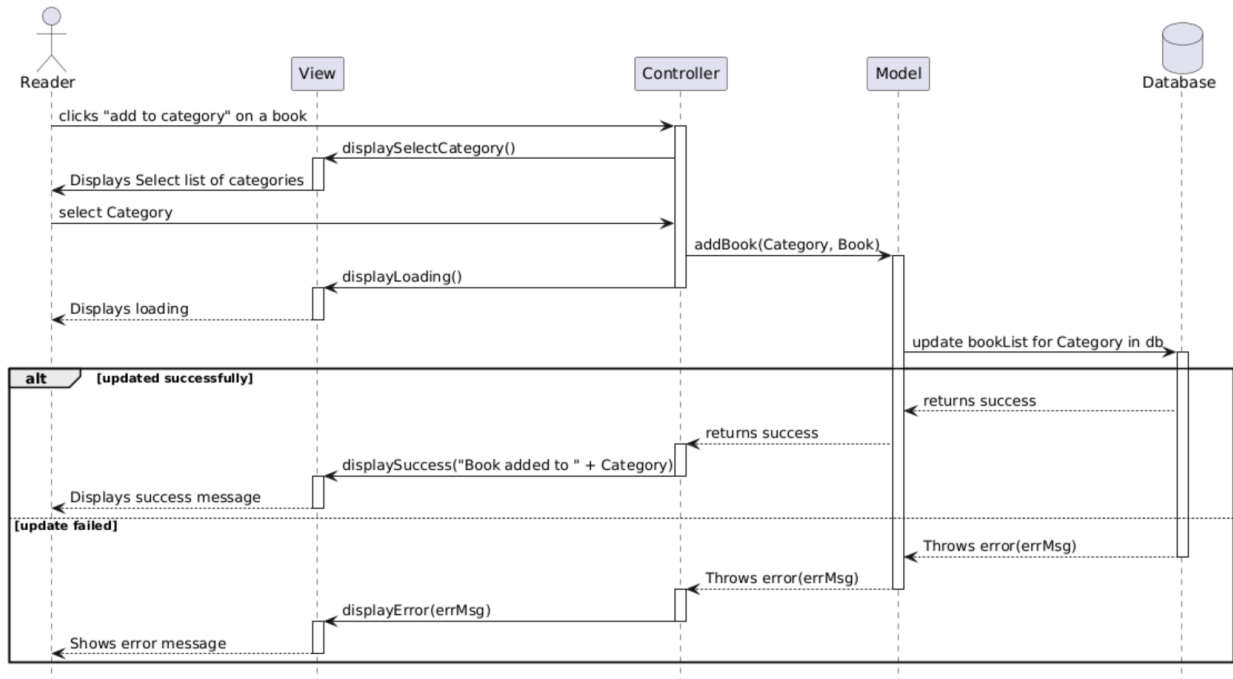 Reader
View
Controller
Model
Database
clicks "add to category" on a book
displaySelectCategory()
Displays Select list of categories
select Category
addBook(Category, Book)
displayLoading()
Displays loading
update bookList for Category in db
alt [updated successfully]
returns success
returns success
displaySuccess("Book added to " + Category)
Displays success message
[update failed]
Throws error(errMsg)
Throws error(errMsg)
displayError(errMsg)
Shows error message